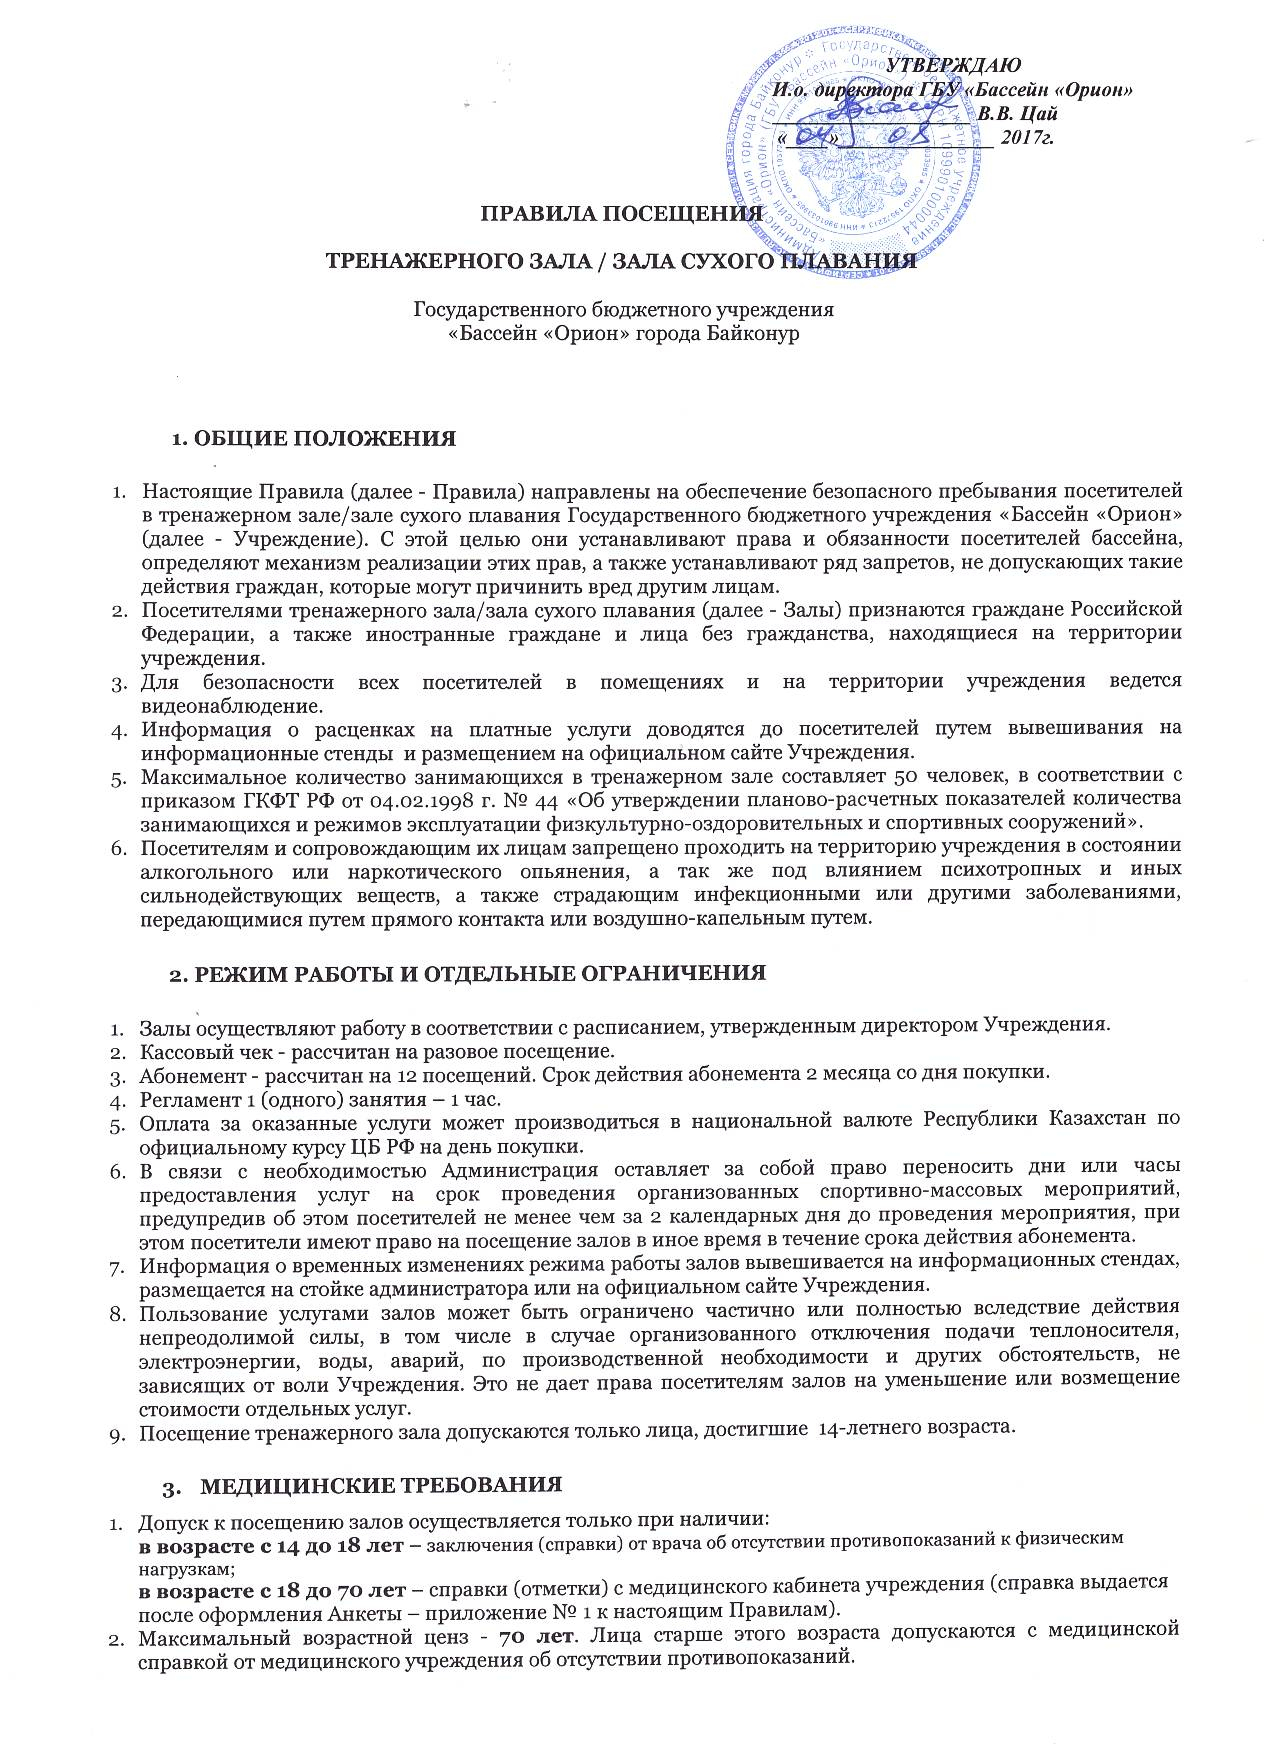 УТВЕРЖДАЮ
И.о. директора ГБУ «Бассейн «Орион»
В.В. Цай
«04» 08 2017г.
ПРАВИЛА ПОСЕЩЕНИЯ
ТРЕНАЖЕРНОГО ЗАЛА / ЗАЛА СУХОГО ПЛАВАНИЯ
Государственного бюджетного учреждения
«Бассейн «Орион» города Байконур
1. ОБЩИЕ ПОЛОЖЕНИЯ
1. Настоящие Правила (далее - Правила) направлены на обеспечение безопасного пребывания посетителей
в тренажерном зале/зале сухого плавания Государственного бюджетного учреждения «Бассейн «Орион»
(далее - Учреждение). С этой целью они устанавливают права и обязанности посетителей бассейна,
определяют механизм реализации этих прав, а также устанавливают ряд запретов, не допускающих такие
действия граждан, которые могут причинить вред другим лицам.
2. Посетителями тренажерного зала/зала сухого плавания (далее - Залы) признаются граждане Российской
Федерации, а также иностранные граждане и лица без гражданства, находящиеся на территории
учреждения.
3. Для безопасности всех посетителей в помещениях и на территории учреждения ведется
видеонаблюдение.
4. Информация о расценках на платные услуги доводятся до посетителей путем вывешивания на
информационные стенды и размещением на официальном сайте Учреждения.
5. Максимальное количество занимающихся в тренажерном зале составляет 50 человек, в соответствии с
приказом ГКФТ РФ от 04.02.1998 г. № 44 «Об утверждении планово-расчетных показателей количества
занимающихся и режимов эксплуатации физкультурно-оздоровительных и спортивных сооружений».
6. Посетителям и сопровождающим их лицам запрещено проходить на территорию учреждения в состоянии
алкогольного или наркотического опьянения, а так же под влиянием психотропных и иных
сильнодействующих веществ, а также страдающим инфекционными или другими заболеваниями,
передающимися путем прямого контакта или воздушно-капельным путем.
2. РЕЖИМ РАБОТЫ И ОТДЕЛЬНЫЕ ОГРАНИЧЕНИЯ
1. Залы осуществляют работу в соответствии с расписанием, утвержденным директором Учреждения.
2. Кассовый чек - рассчитан на разовое посещение.
3. Абонемент - рассчитан на 12 посещений. Срок действия абонемента 2 месяца со дня покупки.
4. Регламент 1 (одного) занятия – 1 час.
5. Оплата за оказанные услуги может производиться в национальной валюте Республики Казахстан по
официальному курсу ЦБ РФ на день покупки.
6. В связи с необходимостью Администрация оставляет за собой право переносить дни или часы
предоставления услуг на срок проведения организованных спортивно-массовых мероприятий,
предупредив об этом посетителей не менее чем за 2 календарных дня до проведения мероприятия, при
этом посетители имеют право на посещение залов в иное время в течение срока действия абонемента.
7. Информация о временных изменениях режима работы залов вывешивается на информационных стендах,
размещается на стойке администратора или на официальном сайте Учреждения.
8. Пользование услугами залов может быть ограничено частично или полностью вследствие действия
непреодолимой силы, в том числе в случае организованного отключения подачи теплоносителя,
электроэнергии, воды, аварий, по производственной необходимости и других обстоятельств, не
зависящих от воли Учреждения. Это не дает права посетителям залов на уменьшение или возмещение
стоимости отдельных услуг.
9. Посещение тренажерного зала допускаются только лица, достигшие 14-летнего возраста.
3. МЕДИЦИНСКИЕ ТРЕБОВАНИЯ
1. Допуск к посещению залов осуществляется только при наличии:
в возрасте с 14 до 18 лет – заключения (справки) от врача об отсутствии противопоказаний к физическим
нагрузкам;
в возрасте с 18 до 70 лет – справки (отметки) с медицинского кабинета учреждения (справка выдается
после оформления Анкеты – приложение № 1 к настоящим Правилам).
2. Максимальный возрастной ценз - 70 лет. Лица старше этого возраста допускаются с медицинской
справкой от медицинского учреждения об отсутствии противопоказаний.